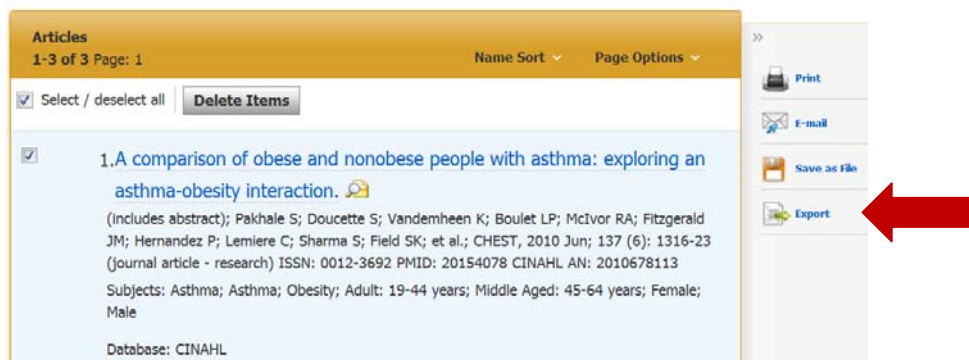 Articles
1-3 of 3 Page: 1
Name Sort
Page Options
Select / deselect all
Delete Items
1.A comparison of obese and nonobese people with asthma: exploring an
asthma-obesity interaction.
(includes abstract); Pakhale S; Doucette S; Vandemheen K; Boulet LP; McIvor RA; Fitzgerald
JM; Hernandez P; Lemiere C; Sharma S; Field SK; et al.; CHEST, 2010 Jun; 137 (6): 1316-23
(journal article - research) ISSN: 0012-3692 PMID: 20154078 CINAHL AN: 2010678113
Subjects: Asthma; Asthma; Obesity; Adult: 19-44 years; Middle Aged: 45-64 years; Female;
Male
Database: CINAHL
»
Print
E-mail
Save as File
Export